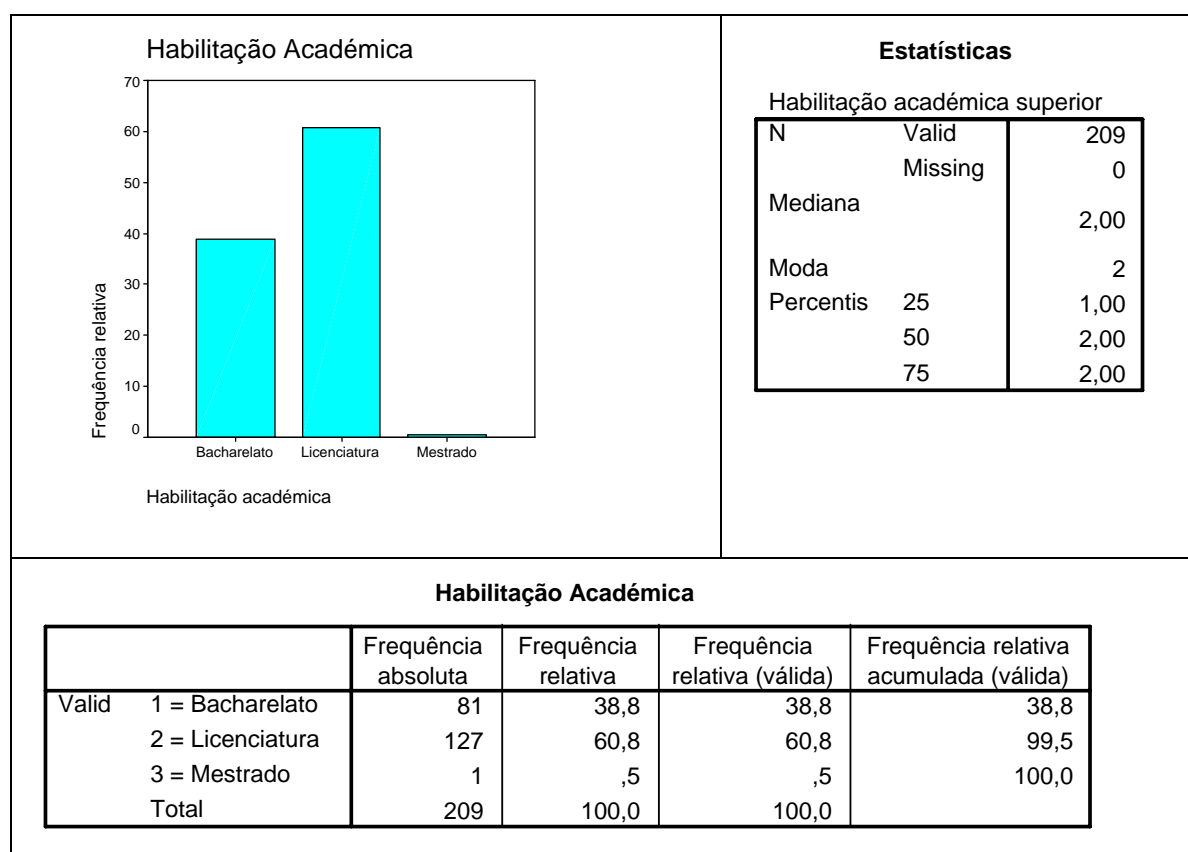 Habilitação Académica
70
60
50
40
30
20
10
0
Frequência relativa
Bacharelato Licenciatura Mestrado
Habilitação académica
Estatísticas
Habilitação académica superior
N Valid 209
Missing 0
Mediana 2,00
Moda 2
Percentis 25 1,00
50 2,00
75 2,00
Habilitação Académica
Frequência Frequência Frequência Frequência relativa
absoluta relativa relativa (válida) acumulada (válida)
Valid 1 = Bacharelato 81 38,8 38,8 38,8
2 = Licenciatura 127 60,8 60,8 99,5
3 = Mestrado 1 ,5 ,5 100,0
Total 209 100,0 100,0